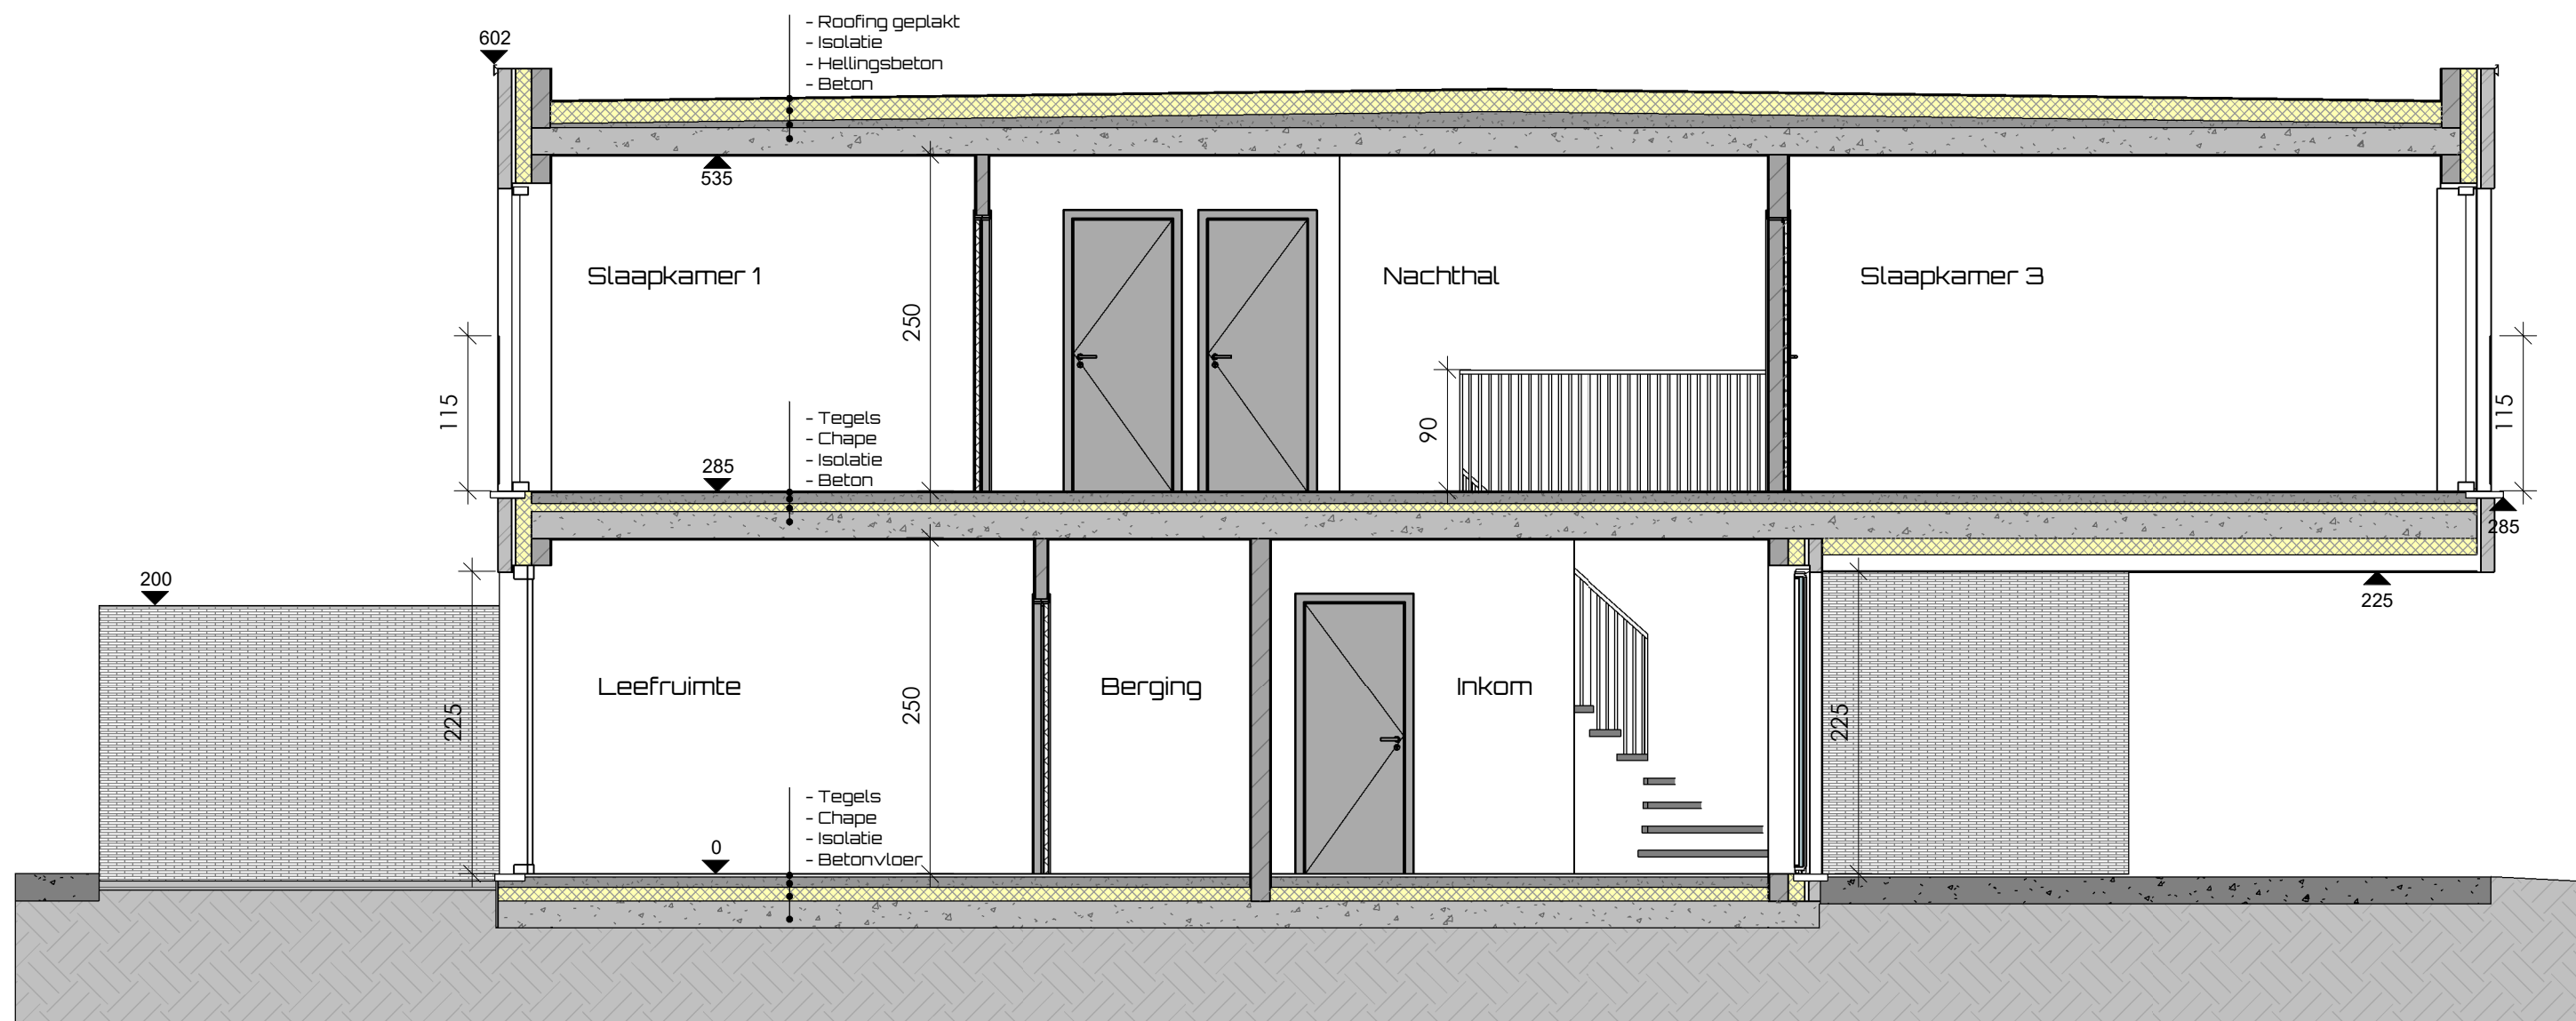 - Roofing geplakt
- Isolatie
- Hellingsbeton
- Beton
602
535
Slaapkamer 1
Nachthal
Slaapkamer 3
250
115
90
115
- Tegels
- Chape
- Isolatie
- Beton
285
285
200
225
Leefruimte
Berging
Inkom
225
250
225
- Tegels
- Chape
- Isolatie
- Betonvloer
0